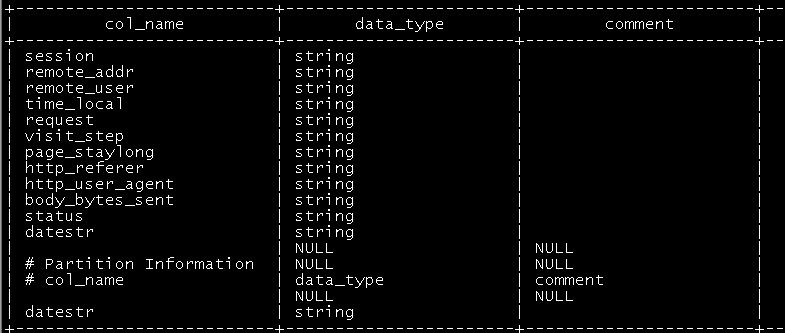 col_name data_type comment
session string
remote_addr string
remote_user string
time_local string
request string
visit_step string
page_staylong string
http_referer string
http_user_agent string
body_bytes_sent string
status string
datestr string
NULL NULL
# Partition Information NULL NULL
# col_name data_type comment
NULL NULL
datestr string